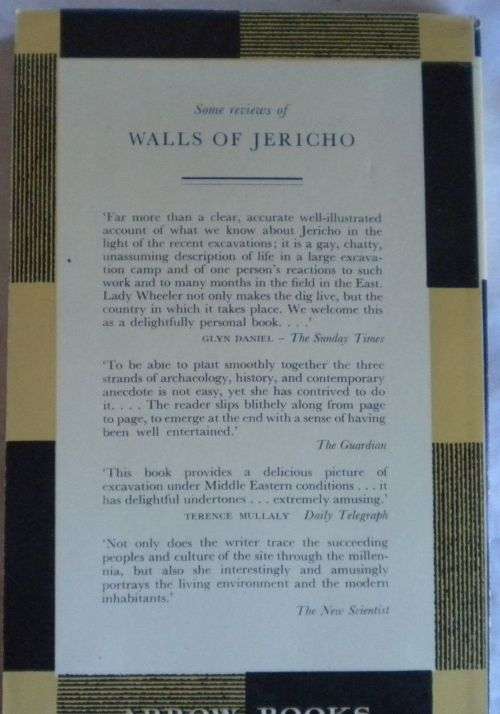 Some reviews of
WALLS OF JERICHO
'Far more than a clear, accurate well-illustrated
account of what we know about Jericho in the
light of the recent excavations; it is a gay, chatty,
unassuming description of life in a large excava-
tion camp and of one person's reactions to such
work and to many months in the field in the East.
Lady Wheeler not only makes the dig live, but the
country in which it takes place. We welcome this
as a delightfully personal book. . . .'
GLYN DANIEL – The Sunday Times
'To be able to plait smoothly together the three
strands of archaeology, history, and contemporary
anecdote is not easy, yet she has contrived to do
it. . . . The reader slips blithely along from page
to page, to emerge at the end with a sense of having
been well entertained.'
The Guardian
'This book provides a delicious picture of
excavation under Middle Eastern conditions . . . it
has delightful undertones . . . extremely amusing.'
TERENCE MULLALY Daily Telegraph
'Not only does the writer trace the succeeding
peoples and culture of the site through the millen-
nia, but also she interestingly and amusingly
portrays the living environment and the modern
inhabitants.'
The New Scientist
ARROW BOOKS